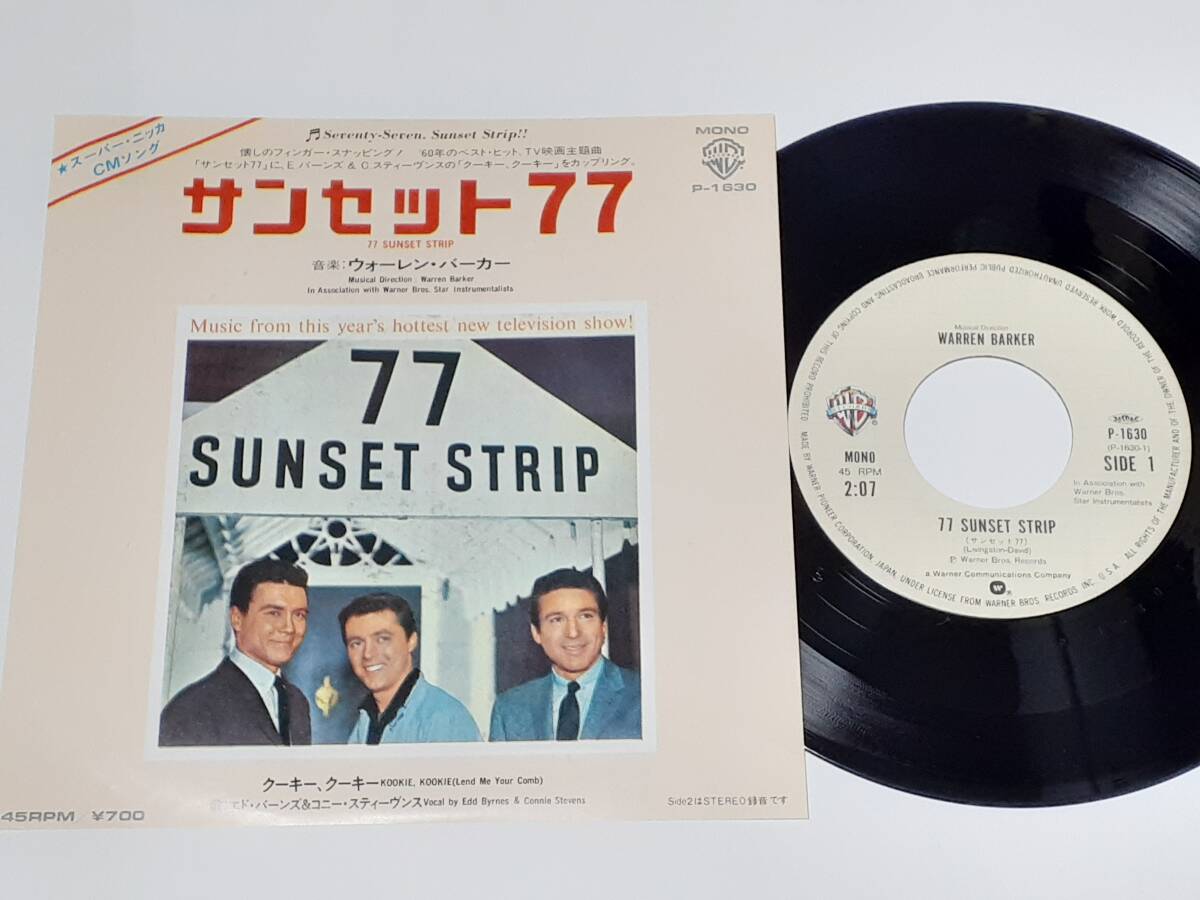 ★スーパー・ニッカ
CMソング
♬Seventy-Seven, Sunset Strip!!
懐しのフィンガー・スナッピング! '60年のベスト・ヒット、TV映画主題曲
「サンセット77」に、E.バーンズ & C.スティーヴンスの「クーキー、クーキー」をカップリング。
MONO
P-1630
サンセット77
77 SUNSET STRIP
音楽:ウォーレン・バーカー
Musical Direction : Warren Barker
In Association with Warner Bros. Star Instrumentalists
Music from this year's hottest new television show!
77
SUNSET STRIP
クーキー、クーキー KOOKIE, KOOKIE (Lend Me Your Comb)
エド・バーンズ&コニー・スティーヴンス Vocal by Edd Byrnes & Connie Stevens
Side2はSTEREO録音です
45RPM/¥700
Musical Direction
WARREN BARKER
RECORDS
MONO
45 RPM
2:07
P-1630
(P-1630-1)
SIDE 1
In Association with
Warner Bros.
Star Instrumentalists
77 SUNSET STRIP
(サンセット77)
(Livingston-David)
℗ Warner Bros. Records
a Warner Communications Company
MADE BY WARNER PIONEER CORPORATION, JAPAN, UNDER LICENSE FROM WARNER BROS. RECORDS INC., U.S.A. ALL RIGHTS OF THE MANUFACTURER AND OF THE OWNER OF THE RECORDED WORK RESERVED UNAUTHORIZED PUBLIC PERFORMANCE BROADCASTING AND COPYING OF THIS RECORD PROHIBITED